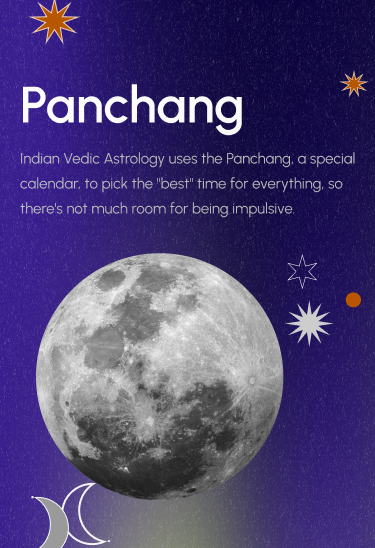 Panchang
Indian Vedic Astrology uses the Panchang, a special
calendar, to pick the "best" time for everything, so
there's not much room for being impulsive.